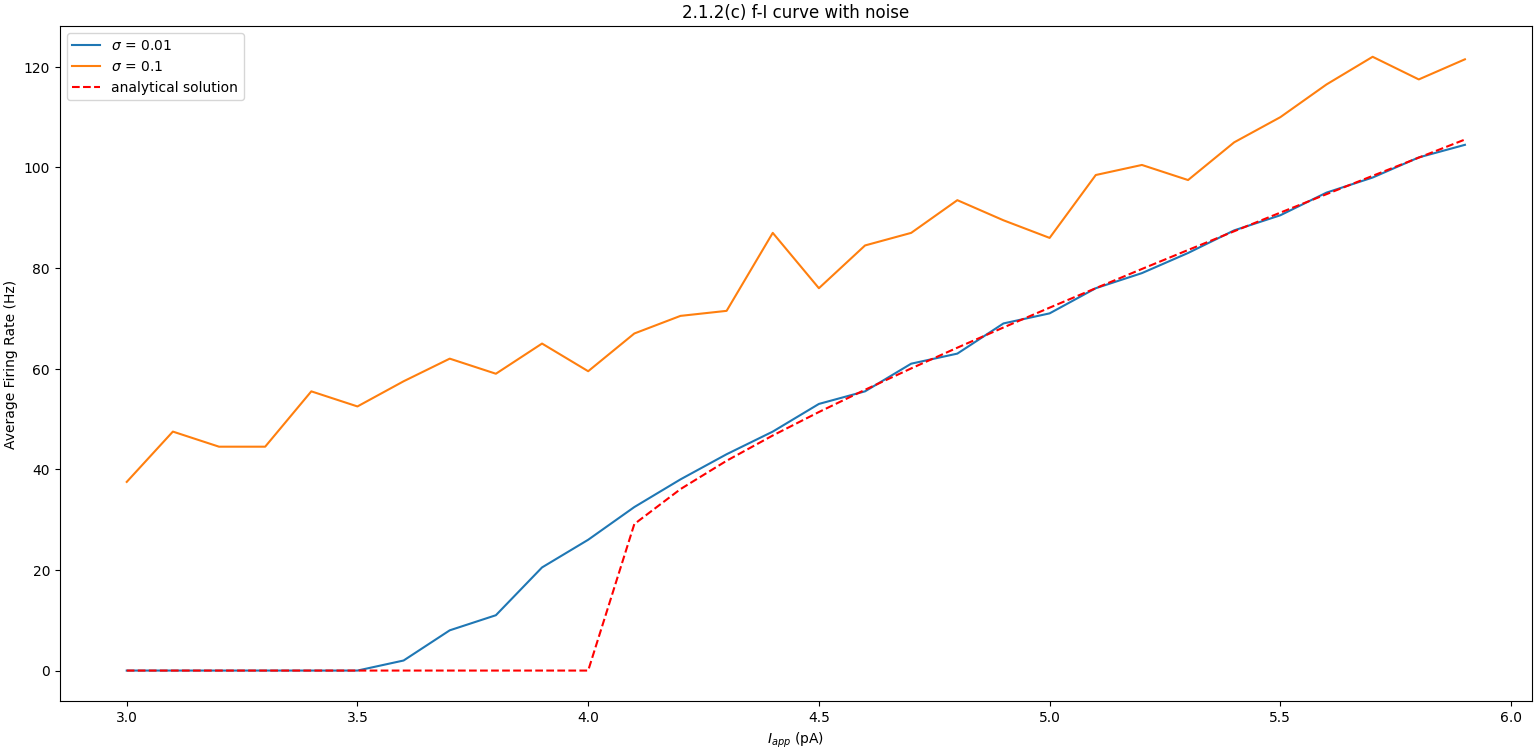 2.1.2(c) f-I curve with noise
σ = 0.01
σ = 0.1
analytical solution
Average Firing Rate (Hz)
120
100
80
60
40
20
0
3.0 3.5 4.0 4.5 5.0 5.5 6.0
I_app (pA)